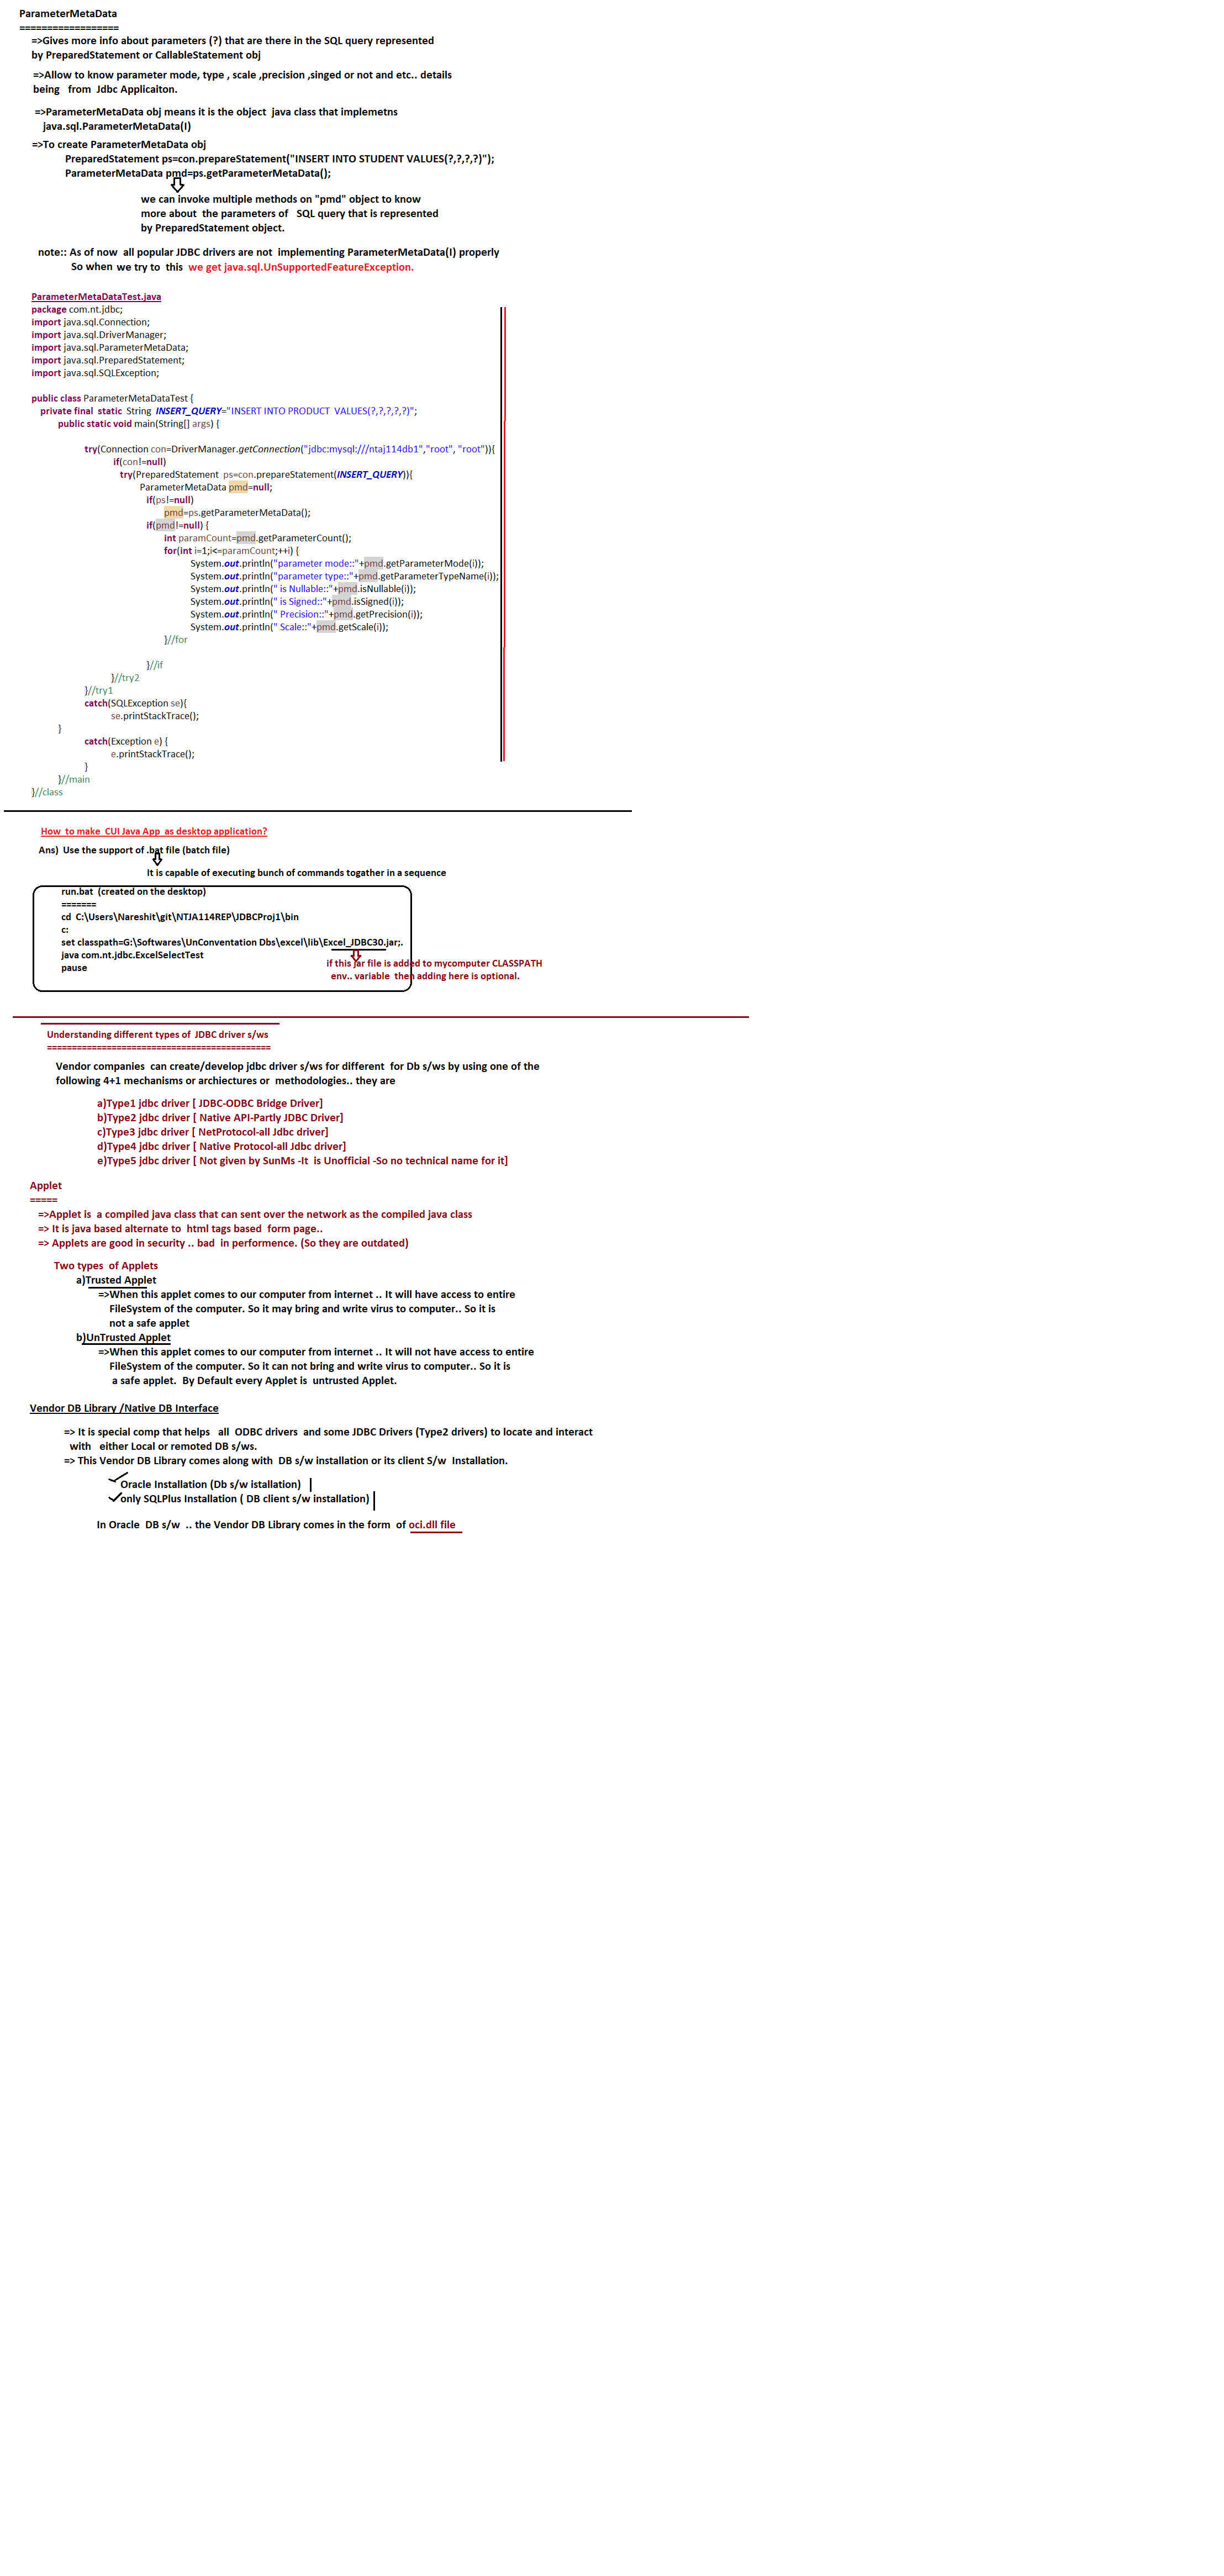 ParameterMetaData
==================
=>Gives more info about parameters (?) that are there in the SQL query represented
by PreparedStatement or CallableStatement obj
=>Allow to know parameter mode, type , scale ,precision ,singed or not and etc.. details
being from Jdbc Applicaiton.
=>ParameterMetaData obj means it is the object java class that implemetns
java.sql.ParameterMetaData(I)
=>To create ParameterMetaData obj
PreparedStatement ps=con.prepareStatement("INSERT INTO STUDENT VALUES(?,?,?,?)");
ParameterMetaData pmd=ps.getParameterMetaData();
we can invoke multiple methods on "pmd" object to know
more about the parameters of SQL query that is represented
by PreparedStatement object.
note:: As of now all popular JDBC drivers are not implementing ParameterMetaData(I) properly
So when we try to this we get java.sql.UnSupportedFeatureException.
ParameterMetaDataTest.java
package com.nt.jdbc;
import java.sql.Connection;
import java.sql.DriverManager;
import java.sql.ParameterMetaData;
import java.sql.PreparedStatement;
import java.sql.SQLException;
public class ParameterMetaDataTest {
private final static String INSERT_QUERY="INSERT INTO PRODUCT VALUES(?,?,?,?,?)";
public static void main(String[] args) {
try(Connection con=DriverManager.getConnection("jdbc:mysql:///ntaj114db1","root", "root")){
if(con!=null)
try(PreparedStatement ps=con.prepareStatement(INSERT_QUERY)){
ParameterMetaData pmd=null;
if(ps!=null)
pmd=ps.getParameterMetaData();
if(pmd!=null) {
int paramCount=pmd.getParameterCount();
for(int i=1;i<=paramCount;++i) {
System.out.println("parameter mode::"+pmd.getParameterMode(i));
System.out.println("parameter type::"+pmd.getParameterTypeName(i));
System.out.println(" is Nullable::"+pmd.isNullable(i));
System.out.println(" is Signed::"+pmd.isSigned(i));
System.out.println(" Precision::"+pmd.getPrecision(i));
System.out.println(" Scale::"+pmd.getScale(i));
}//for
}//if
}//try2
}//try1
catch(SQLException se){
se.printStackTrace();
}
catch(Exception e) {
e.printStackTrace();
}
}//main
}//class
How to make CUI Java App as desktop application?
Ans) Use the support of .bat file (batch file)
It is capable of executing bunch of commands togather in a sequence
run.bat (created on the desktop)
=======
cd C:\Users\Nareshit\git\NTJA114REP\JDBCProj1\bin
c:
set classpath=G:\Softwares\UnConventation Dbs\excel\lib\Excel_JDBC30.jar;.
java com.nt.jdbc.ExcelSelectTest
pause
if this jar file is added to mycomputer CLASSPATH
env.. variable then adding here is optional.
Understanding different types of JDBC driver s/ws
=============================================
Vendor companies can create/develop jdbc driver s/ws for different for Db s/ws by using one of the
following 4+1 mechanisms or archiectures or methodologies.. they are
a)Type1 jdbc driver [ JDBC-ODBC Bridge Driver]
b)Type2 jdbc driver [ Native API-Partly JDBC Driver]
c)Type3 jdbc driver [ NetProtocol-all Jdbc driver]
d)Type4 jdbc driver [ Native Protocol-all Jdbc driver]
e)Type5 jdbc driver [ Not given by SunMs -It is Unofficial -So no technical name for it]
Applet
=====
=>Applet is a compiled java class that can sent over the network as the compiled java class
=> It is java based alternate to html tags based form page..
=> Applets are good in security .. bad in performence. (So they are outdated)
Two types of Applets
a)Trusted Applet
=>When this applet comes to our computer from internet .. It will have access to entire
FileSystem of the computer. So it may bring and write virus to computer.. So it is
not a safe applet
b)UnTrusted Applet
=>When this applet comes to our computer from internet .. It will not have access to entire
FileSystem of the computer. So it can not bring and write virus to computer.. So it is
a safe applet. By Default every Applet is untrusted Applet.
Vendor DB Library /Native DB Interface
=> It is special comp that helps all ODBC drivers and some JDBC Drivers (Type2 drivers) to locate and interact
with either Local or remoted DB s/ws.
=> This Vendor DB Library comes along with DB s/w installation or its client S/w Installation.
Oracle Installation (Db s/w istallation)
only SQLPlus Installation ( DB client s/w installation)
In Oracle DB s/w .. the Vendor DB Library comes in the form of oci.dll file